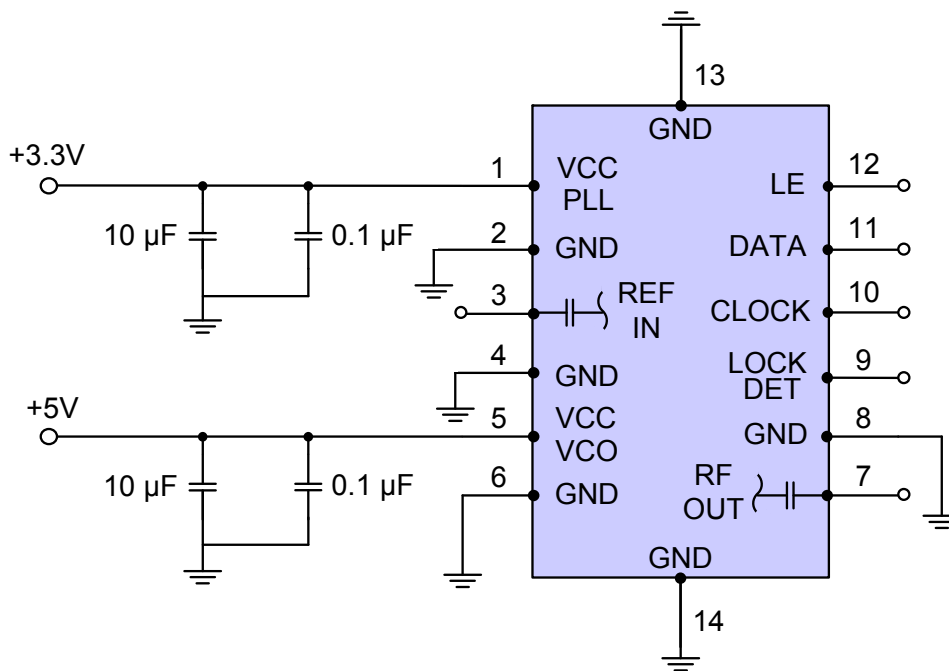 13
GND
+3.3V
1
VCC
PLL
12
LE
10 µF
0.1 µF
2
GND
11
DATA
3
REF
IN
10
CLOCK
4
GND
9
LOCK
DET
+5V
5
VCC
VCO
8
GND
10 µF
0.1 µF
6
GND
7
RF
OUT
GND
14